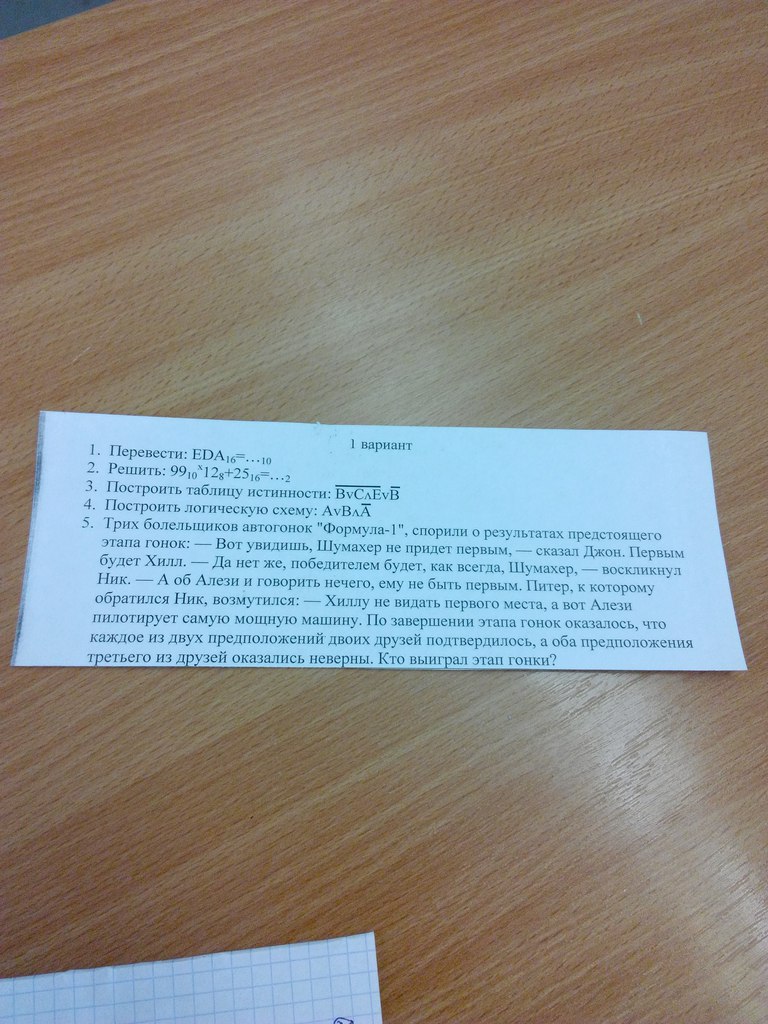 1 вариант
1. Перевести: EDA₁₆=…₁₀
2. Решить: 99₁₀ˣ12₈+25₁₆=…₂
3. Построить таблицу истинности: B̅v̅C̅ʌ̅E̅vB̅
4. Построить логическую схему: AvBʌA̅
5. Трих болельщиков автогонок "Формула-1", спорили о результатах предстоящего
этапа гонок: — Вот увидишь, Шумахер не придет первым, — сказал Джон. Первым
будет Хилл. — Да нет же, победителем будет, как всегда, Шумахер, — воскликнул
Ник. — А об Алези и говорить нечего, ему не быть первым. Питер, к которому
обратился Ник, возмутился: — Хиллу не видать первого места, а вот Алези
пилотирует самую мощную машину. По завершении этапа гонок оказалось, что
каждое из двух предположений двоих друзей подтвердилось, а оба предположения
третьего из друзей оказались неверны. Кто выиграл этап гонки?